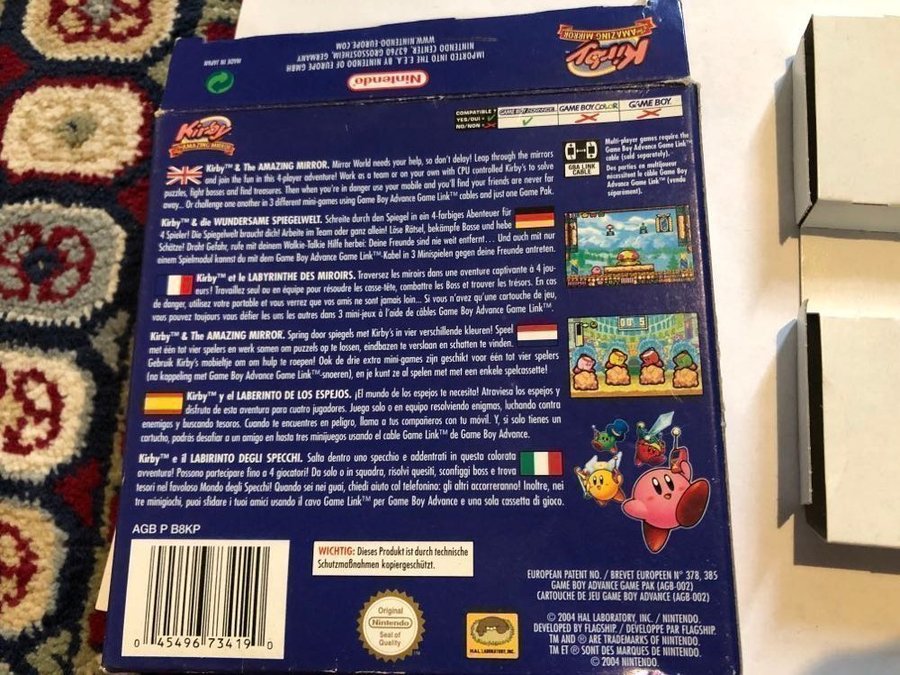 MADE IN JAPAN
IMPORTED INTO THE E.E.A. BY NINTENDO OF EUROPE GMBH
NINTENDO CENTER, 63760 GROSSOSTHEIM, GERMANY
WWW.NINTENDO-EUROPE.COM
Nintendo
Kirby
& The AMAZING MIRROR
COMPATIBLE
YES/OUI =
NO/NON =
GAME BOY ADVANCE
GAME BOY COLOR
GAME BOY
Kirby
& The AMAZING MIRROR
Kirby™ & The AMAZING MIRROR. Mirror World needs your help, so don't delay! Leap through the mirrors
and join the fun in this 4-player adventure! Work as a team or on your own with CPU controlled Kirby's to solve
puzzles, fight bosses and find treasures. Then when you're in danger use your mobile and you'll find your friends are never far
away... Or challenge one another in 3 different mini-games using Game Boy Advance Game Link™ cables and just one Game Pak.
GBA LINK
CABLE
Multi-player games require the
Game Boy Advance Game Link™
cable (sold separately).
Des parties en multijoueur
nécessitent le câble Game Boy
Advance Game Link™ (vendu
séparément).
Kirby™ & die WUNDERSAME SPIEGELWELT. Schreite durch den Spiegel in ein 4-farbiges Abenteuer für
4 Spieler! Die Spiegelwelt braucht dich! Arbeite im Team oder ganz allein! Löse Rätsel, bekämpfe Bosse und hebe
Schätze! Droht Gefahr, rufe mit deinem Walkie-Talkie Hilfe herbei: Deine Freunde sind nie weit entfernt... Und auch mit nur
einem Spielmodul kannst du mit dem Game Boy Advance Game Link™-Kabel in 3 Minispielen gegen deine Freunde antreten.
Kirby™ et le LABYRINTHE DES MIROIRS. Traversez les miroirs dans une aventure captivante à 4 jou-
eurs! Travaillez seul ou en équipe pour résoudre les casse-tête, combattre les Boss et trouver les trésors. En cas
de danger, utilisez votre portable et vous verrez que vos amis ne sont jamais loin... Si vous n'avez qu'une cartouche de jeu,
vous pouvez toujours vous défier les uns les autres dans 3 mini-jeux à l'aide de câbles Game Boy Advance Game Link™.
Kirby™ & The AMAZING MIRROR. Spring door spiegels met Kirby's in vier verschillende kleuren! Speel
met één tot vier spelers en werk samen om puzzels op te lossen, eindbazen te verslaan en schatten te vinden.
Gebruik Kirby's mobieltje om om hulp te roepen! Ook de drie extra mini-games zijn geschikt voor één tot vier spelers
(na koppeling met Game Boy Advance Game Link™-snoeren), en je kunt ze al spelen met met een enkele spelcassette!
Kirby™ y el LABERINTO DE LOS ESPEJOS. ¡El mundo de los espejos te necesita! Atraviesa los espejos y
disfruta de esta aventura para cuatro jugadores. Juega solo o en equipo resolviendo enigmas, luchando contra
enemigos y buscando tesoros. Cuando te encuentres en peligro, llama a tus compañeros con tu móvil. Y, si solo tienes un
cartucho, podrás desafiar a un amigo en hasta tres minijuegos usando el cable Game Link™ de Game Boy Advance.
Kirby™ e il LABIRINTO DEGLI SPECCHI. Salta dentro uno specchio e addentrati in questa colorata
avventura! Possono partecipare fino a 4 giocatori! Da solo o in squadra, risolvi quesiti, sconfiggi boss e trova
tesori nel favoloso Mondo degli Specchi! Quando sei nei guai, chiedi aiuto col telefonino: gli altri accorreranno! Inoltre, nei
tre minigiochi, puoi sfidare i tuoi amici usando il cavo Game Link™ per Game Boy Advance e una sola cassetta di gioco.
AGB P B8KP
WICHTIG: Dieses Produkt ist durch technische
Schutzmaßnahmen kopiergeschützt.
0 45496 73419 0
Original
Nintendo
Seal of
Quality
HAL LABORATORY, INC.
EUROPEAN PATENT NO. / BREVET EUROPEEN N° 378, 385
GAME BOY ADVANCE GAME PAK (AGB-002)
CARTOUCHE DE JEU GAME BOY ADVANCE (AGB-002)
© 2004 HAL LABORATORY, INC. / NINTENDO.
DEVELOPED BY FLAGSHIP. / DEVELOPPE PAR FLAGSHIP.
TM AND ® ARE TRADEMARKS OF NINTENDO.
TM ET ® SONT DES MARQUES DE NINTENDO.
© 2004 NINTENDO.